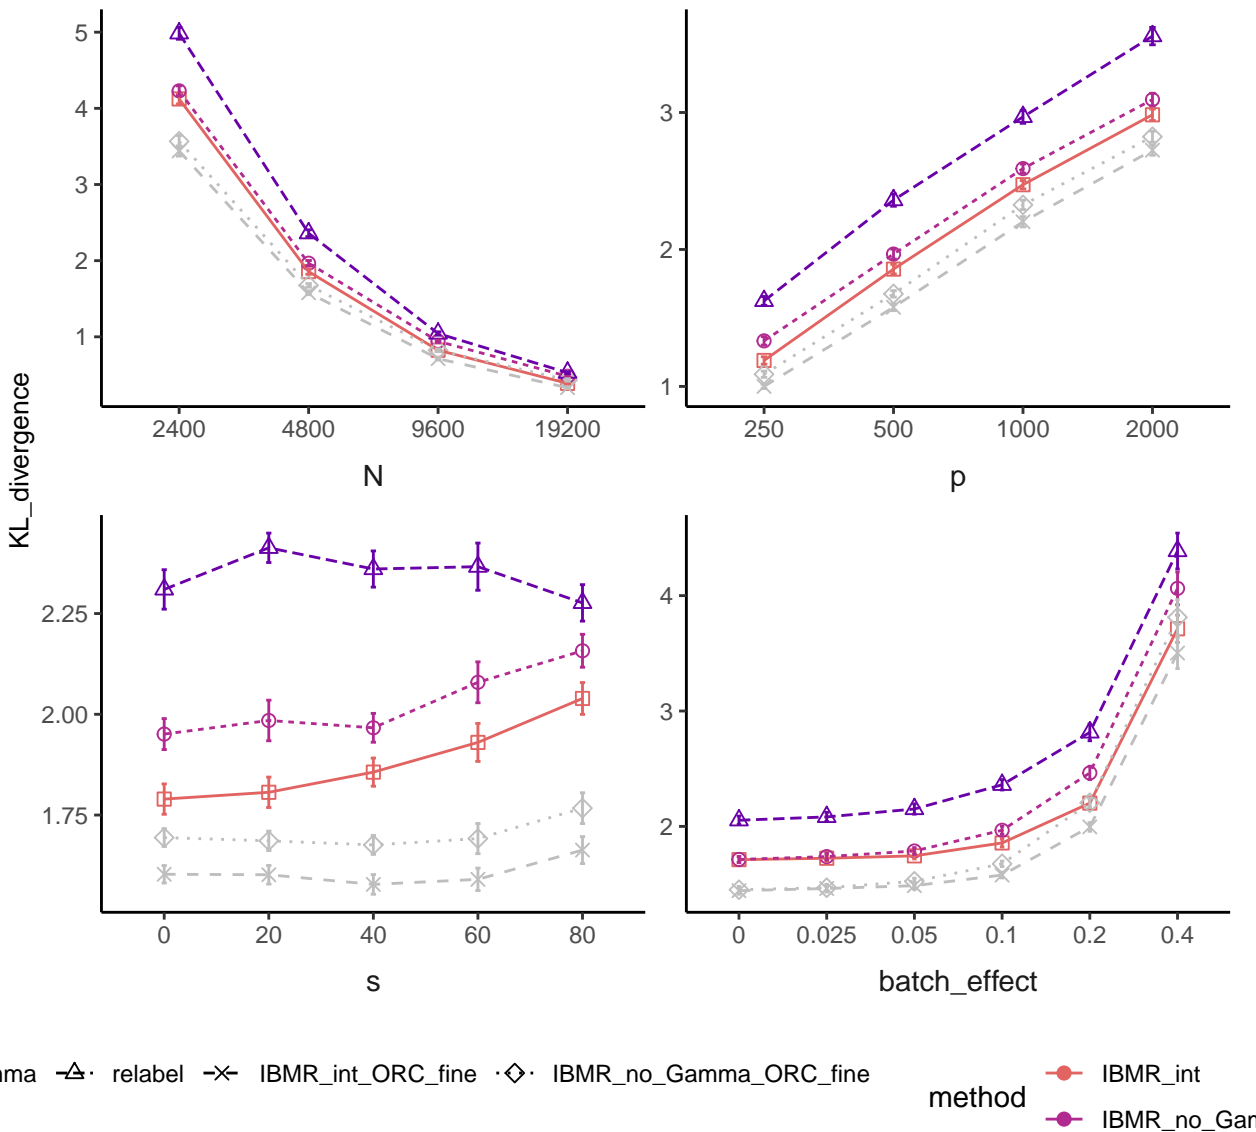 KL_divergence
5
4
3
2
1
2400 4800 9600 19200
N
3
2
1
250 500 1000 2000
p
2.25
2.00
1.75
0 20 40 60 80
s
4
3
2
0 0.025 0.05 0.1 0.2 0.4
batch_effect
relabel IBMR_int_ORC_fine IBMR_no_Gamma_ORC_fine
method
IBMR_int